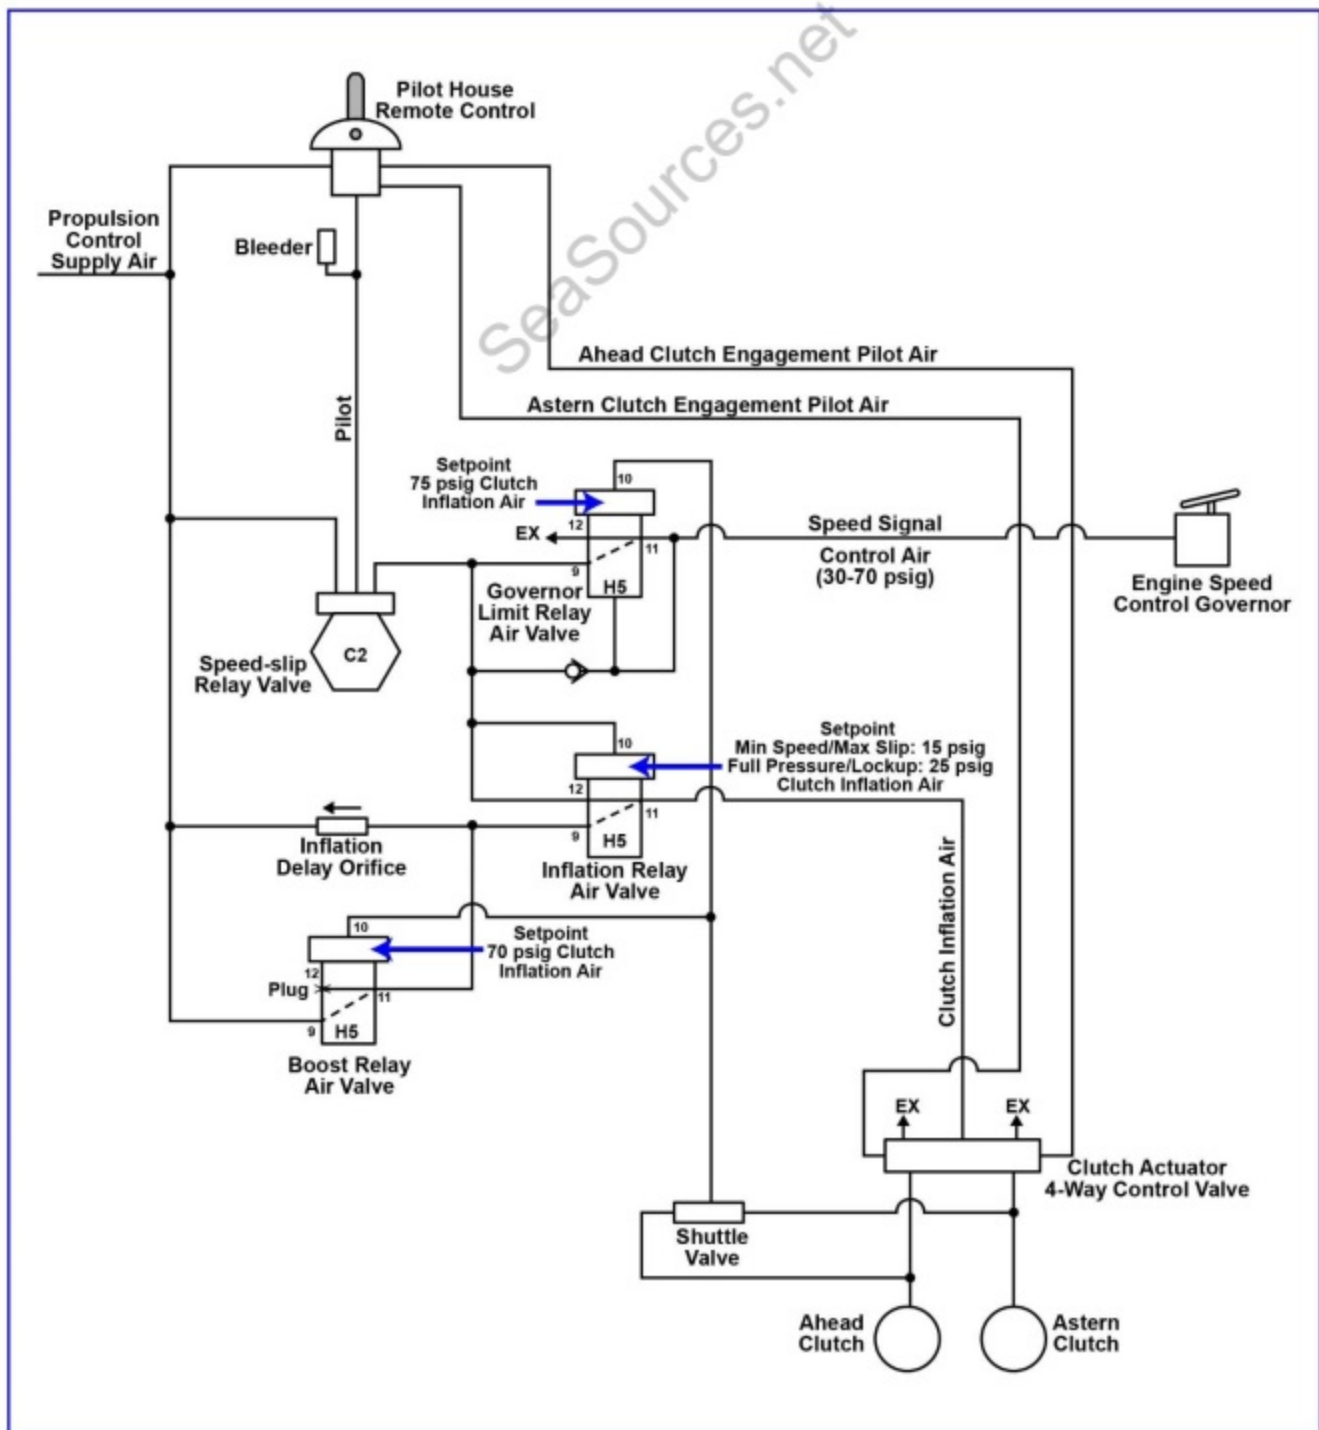 SeaSources.net
Pilot House
Remote Control
Propulsion
Control
Supply Air
Bleeder
Pilot
Ahead Clutch Engagement Pilot Air
Astern Clutch Engagement Pilot Air
Setpoint
75 psig Clutch
Inflation Air
10
12
EX
11
9
H5
Governor
Limit Relay
Air Valve
Speed Signal
Control Air
(30-70 psig)
Engine Speed
Control Governor
C2
Speed-slip
Relay Valve
Setpoint
Min Speed/Max Slip: 15 psig
Full Pressure/Lockup: 25 psig
Clutch Inflation Air
10
12
11
9
H5
Inflation Relay
Air Valve
Inflation
Delay Orifice
Setpoint
70 psig Clutch
Inflation Air
10
12
Plug
11
9
H5
Boost Relay
Air Valve
Clutch Inflation Air
EX
EX
Clutch Actuator
4-Way Control Valve
Shuttle
Valve
Ahead
Clutch
Astern
Clutch